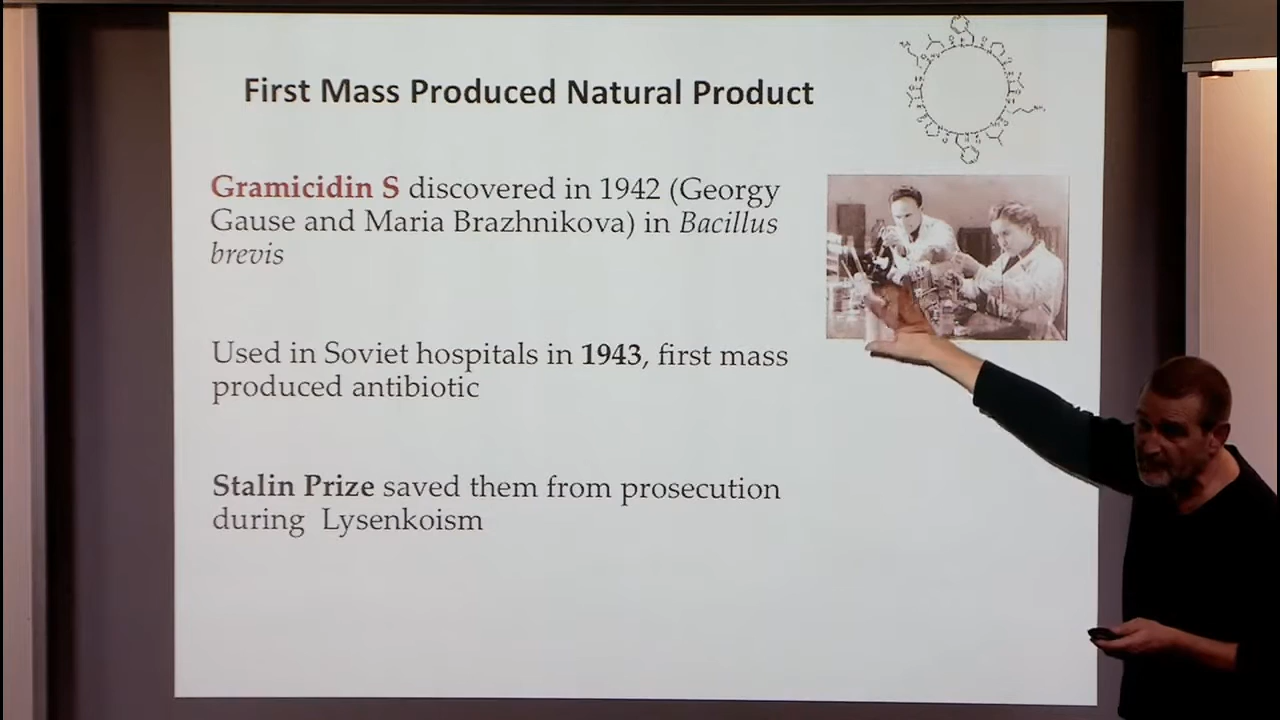 First Mass Produced Natural Product
Gramicidin S discovered in 1942 (Georgy
Gause and Maria Brazhnikova) in Bacillus
brevis
Used in Soviet hospitals in 1943, first mass
produced antibiotic
Stalin Prize saved them from prosecution
during Lysenkoism